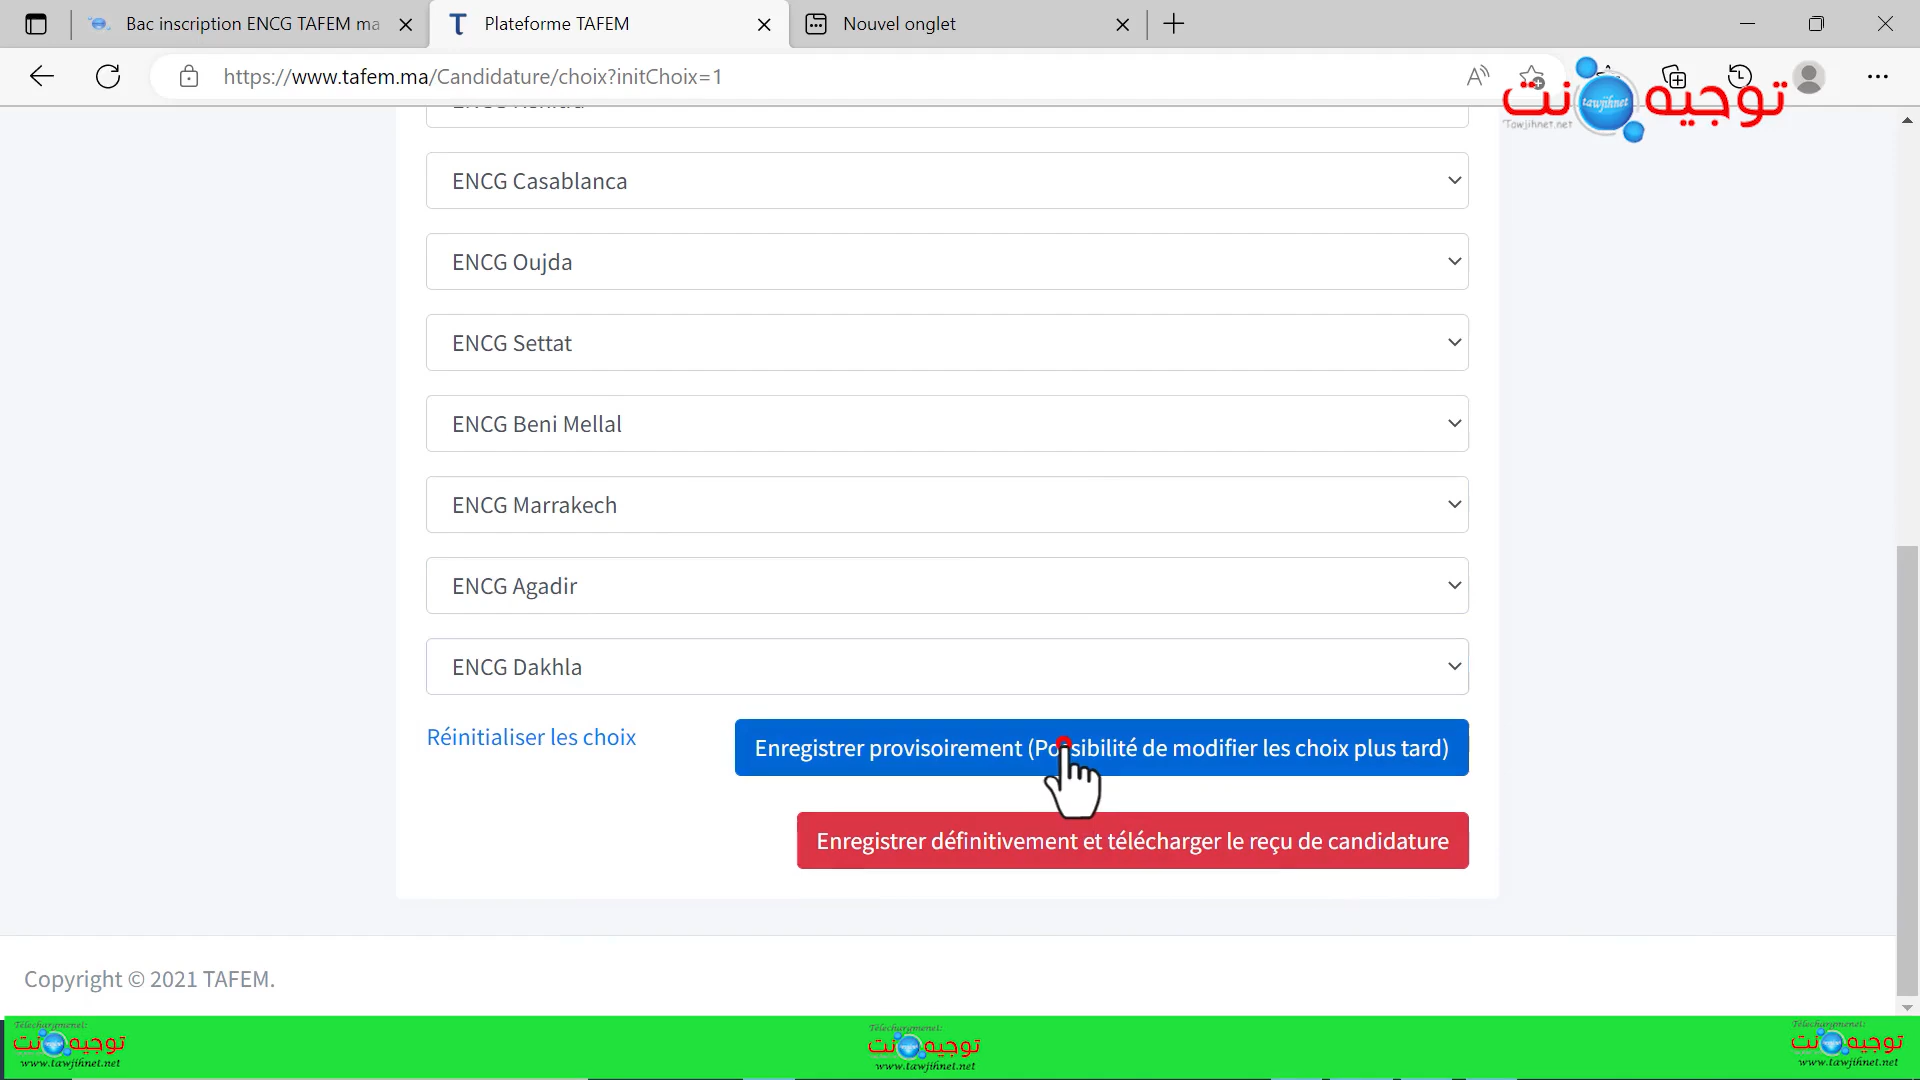 Bac inscription ENCG TAFEM ma
Plateforme TAFEM
Nouvel onglet
https://www.tafem.ma/Candidature/choix?initChoix=1
توجيه نت
tawjihnet
Tawjihnet.net
ENCG Casablanca
ENCG Oujda
ENCG Settat
ENCG Beni Mellal
ENCG Marrakech
ENCG Agadir
ENCG Dakhla
Réinitialiser les choix
Enregistrer provisoirement (Possibilité de modifier les choix plus tard)
Enregistrer définitivement et télécharger le reçu de candidature
Copyright © 2021 TAFEM.
توجيه نت
www.tawjihnet.net
توجيه نت
www.tawjihnet.net
توجيه نت
www.tawjihnet.net